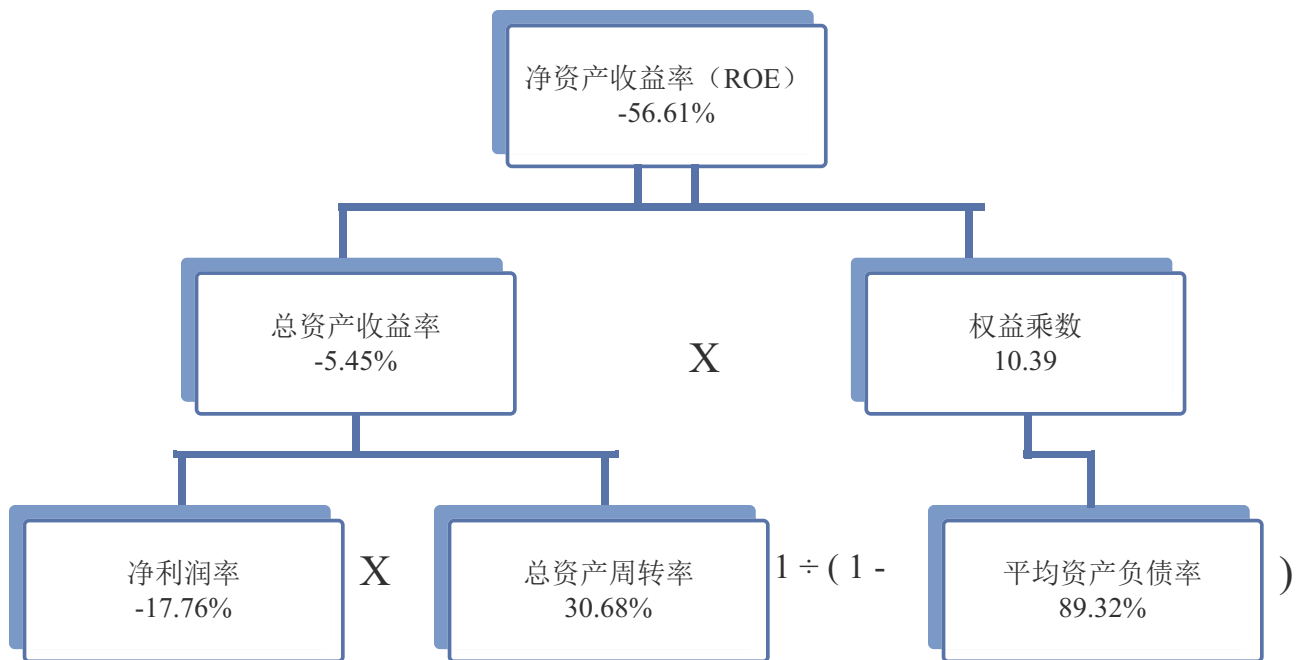 净资产收益率（ROE）
-56.61%
总资产收益率
-5.45%
X
权益乘数
10.39
净利润率
-17.76%
X
总资产周转率
30.68%
1 ÷ ( 1 -
平均资产负债率
89.32%
)